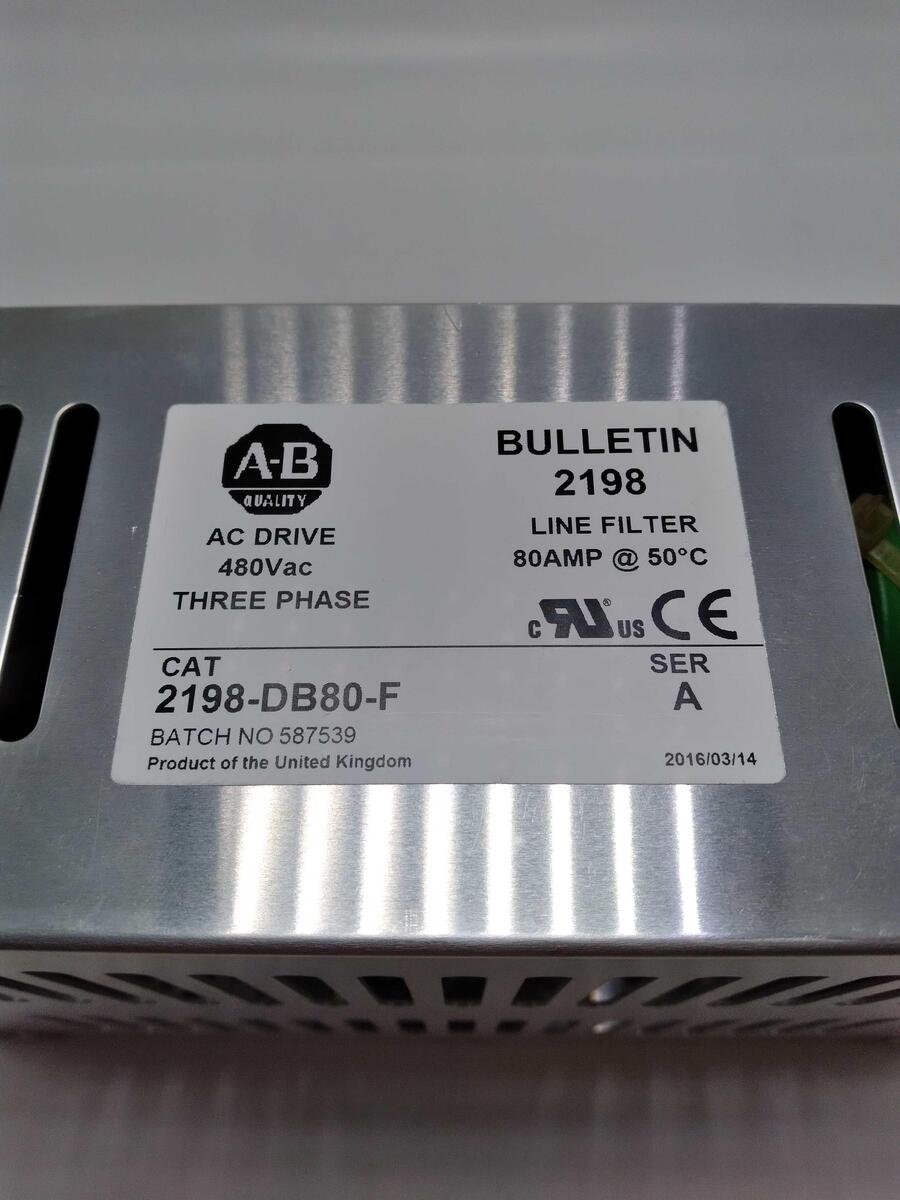 A-B
QUALITY
AC DRIVE
480Vac
THREE PHASE
BULLETIN
2198
LINE FILTER
80AMP @ 50°C
c RU ® US CE
CAT
2198-DB80-F
SER
A
BATCH NO 587539
Product of the United Kingdom
2016/03/14